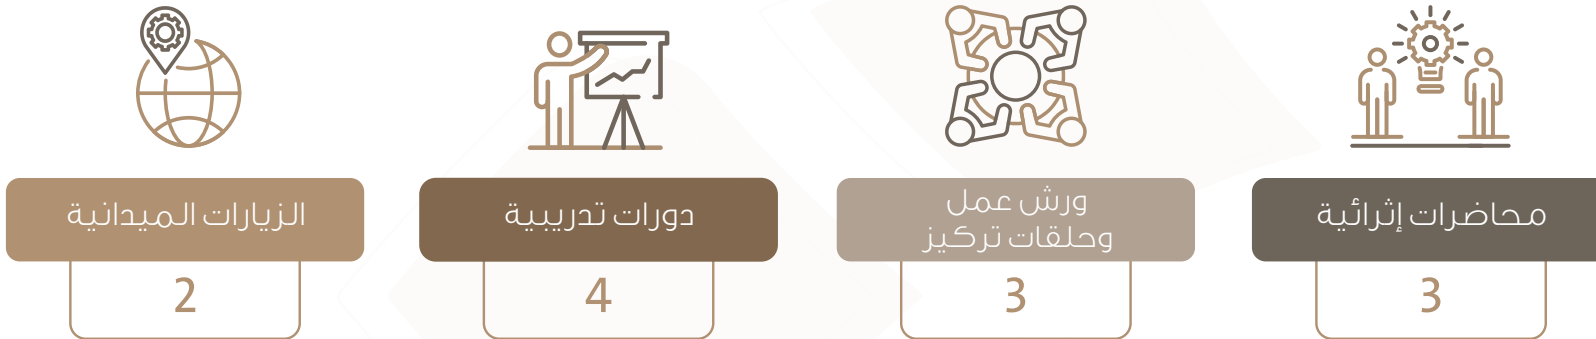 محاضرات إثرائية
3
ورش عمل
وحلقات تركيز
3
دورات تدريبية
4
الزيارات الميدانية
2